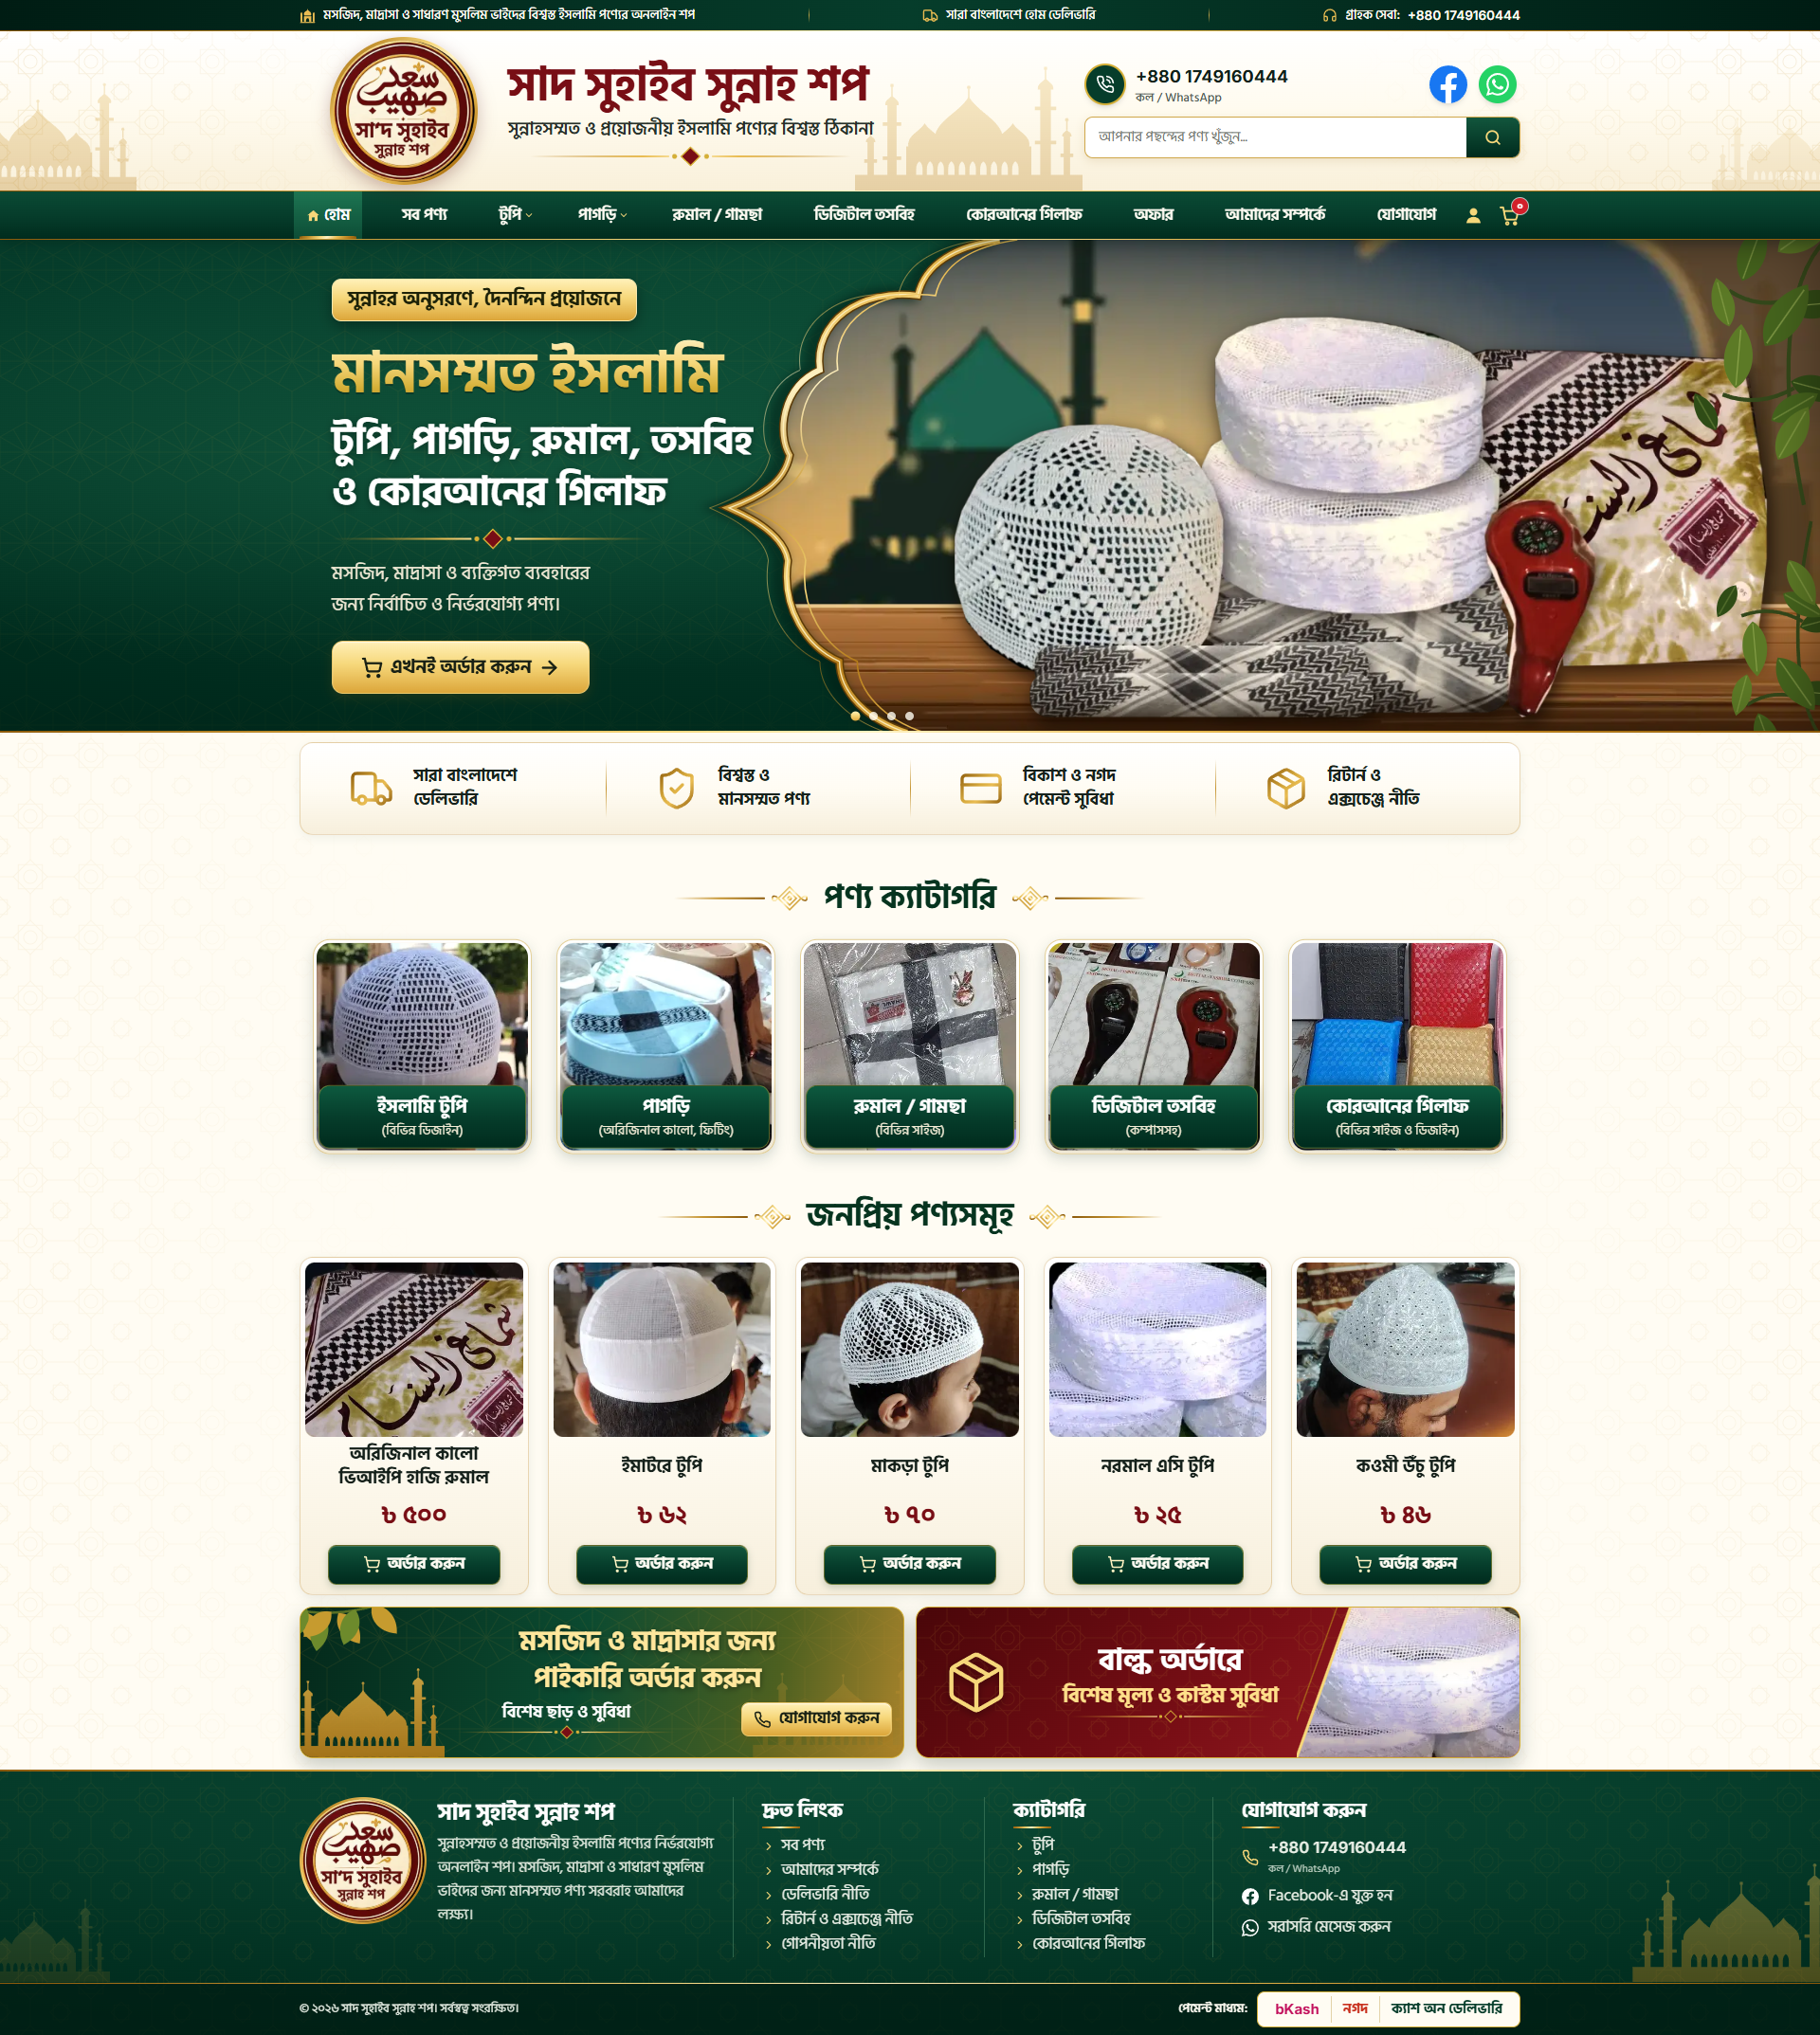 মসজিদ, মাদ্রাসা ও সাধারণ মুসলিম ভাইদের বিশ্বস্ত ইসলামি পণ্যের অনলাইন শপ
সারা বাংলাদেশে হোম ডেলিভারি
গ্রাহক সেবা: +880 1749160444
سعد
صهيب
সা'দ সুহাইব
সুন্নাহ শপ
সাদ সুহাইব সুন্নাহ শপ
সুন্নাহসম্মত ও প্রয়োজনীয় ইসলামি পণ্যের বিশ্বস্ত ঠিকানা
+880 1749160444
কল / WhatsApp
আপনার পছন্দের পণ্য খুঁজুন...
হোম
সব পণ্য
টুপি
পাগড়ি
রুমাল / গামছা
ডিজিটাল তসবিহ
কোরআনের গিলাফ
অফার
আমাদের সম্পর্কে
যোগাযোগ
০
সুন্নাহর অনুসরণে, দৈনন্দিন প্রয়োজনে
মানসম্মত ইসলামি
টুপি, পাগড়ি, রুমাল, তসবিহ
ও কোরআনের গিলাফ
মসজিদ, মাদ্রাসা ও ব্যক্তিগত ব্যবহারের
জন্য নির্বাচিত ও নির্ভরযোগ্য পণ্য।
এখনই অর্ডার করুন
সারা বাংলাদেশে
ডেলিভারি
বিশ্বস্ত ও
মানসম্মত পণ্য
বিকাশ ও নগদ
পেমেন্ট সুবিধা
রিটার্ন ও
এক্সচেঞ্জ নীতি
পণ্য ক্যাটাগরি
ইসলামি টুপি
(বিভিন্ন ডিজাইন)
পাগড়ি
(অরিজিনাল কালো, ফিটিং)
রুমাল / গামছা
(বিভিন্ন সাইজ)
ডিজিটাল তসবিহ
(কম্পাসসহ)
কোরআনের গিলাফ
(বিভিন্ন সাইজ ও ডিজাইন)
জনপ্রিয় পণ্যসমূহ
অরিজিনাল কালো
ভিআইপি হাজি রুমাল
৳ ৫০০
অর্ডার করুন
ইমাটরে টুপি
৳ ৬২
অর্ডার করুন
মাকড়া টুপি
৳ ৭০
অর্ডার করুন
নরমাল এসি টুপি
৳ ২৫
অর্ডার করুন
কওমী উঁচু টুপি
৳ ৪৬
অর্ডার করুন
মসজিদ ও মাদ্রাসার জন্য
পাইকারি অর্ডার করুন
বিশেষ ছাড় ও সুবিধা
যোগাযোগ করুন
বাল্ক অর্ডারে
বিশেষ মূল্য ও কাস্টম সুবিধা
سعد
صهيب
সা'দ সুহাইব
সুন্নাহ শপ
সাদ সুহাইব সুন্নাহ শপ
সুন্নাহসম্মত ও প্রয়োজনীয় ইসলামি পণ্যের নির্ভরযোগ্য
অনলাইন শপ। মসজিদ, মাদ্রাসা ও সাধারণ মুসলিম
ভাইদের জন্য মানসম্মত পণ্য সরবরাহ আমাদের
লক্ষ্য।
দ্রুত লিংক
সব পণ্য
আমাদের সম্পর্কে
ডেলিভারি নীতি
রিটার্ন ও এক্সচেঞ্জ নীতি
গোপনীয়তা নীতি
ক্যাটাগরি
টুপি
পাগড়ি
রুমাল / গামছা
ডিজিটাল তসবিহ
কোরআনের গিলাফ
যোগাযোগ করুন
+880 1749160444
কল / WhatsApp
Facebook-এ যুক্ত হন
সরাসরি মেসেজ করুন
© ২০২৬ সাদ সুহাইব সুন্নাহ শপ। সর্বস্বত্ব সংরক্ষিত।
পেমেন্ট মাধ্যম:
bKash
নগদ
ক্যাশ অন ডেলিভারি